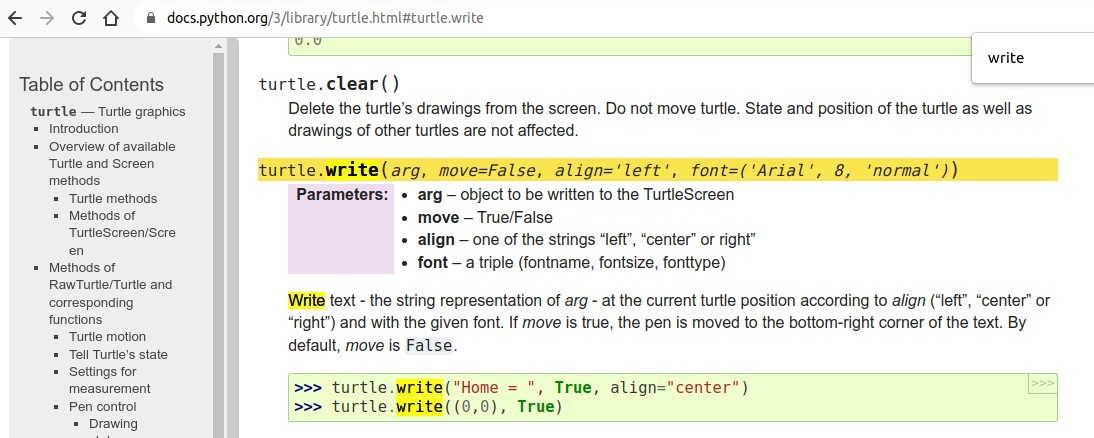 docs.python.org/3/library/turtle.html#turtle.write
write
Table of Contents
turtle — Turtle graphics
Introduction
Overview of available
Turtle and Screen
methods
Turtle methods
Methods of
TurtleScreen/Scre
en
Methods of
RawTurtle/Turtle and
corresponding
functions
Turtle motion
Tell Turtle's state
Settings for
measurement
Pen control
Drawing
0.0
turtle.clear()
Delete the turtle's drawings from the screen. Do not move turtle. State and position of the turtle as well as
drawings of other turtles are not affected.
turtle.write(arg, move=False, align='left', font=('Arial', 8, 'normal'))
Parameters:
• arg – object to be written to the TurtleScreen
• move – True/False
• align – one of the strings “left”, “center” or right”
• font – a triple (fontname, fontsize, fonttype)
Write text - the string representation of arg - at the current turtle position according to align (“left”, “center” or
“right”) and with the given font. If move is true, the pen is moved to the bottom-right corner of the text. By
default, move is False.
>>> turtle.write("Home = ", True, align="center")
>>> turtle.write((0,0), True)
>>>